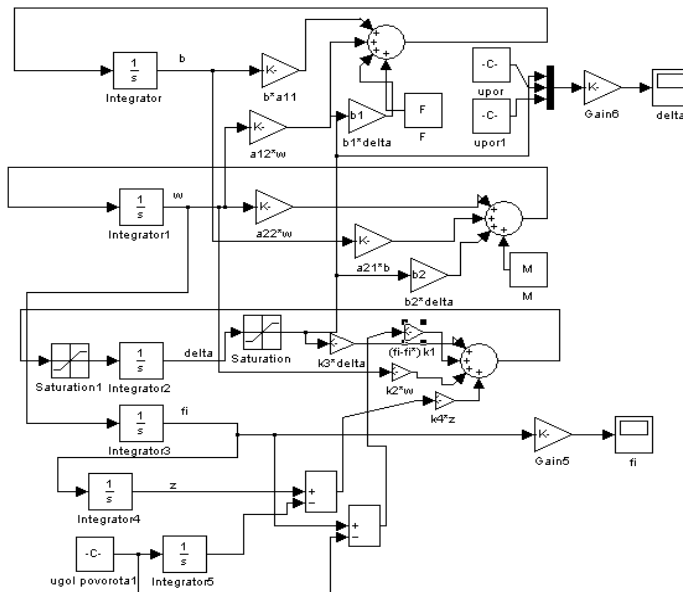 b
1
s
Integrator
K-
b*a11
+
+
+
+
b1
b1*delta
F
F
-C-
upor
-C-
upor1
K-
Gain6
delta
K-
a12*w
w
1
s
Integrator1
K-
a22*w
K-
a21*b
+
+
+
+
b2
b2*delta
M
M
Saturation1
1
s
Integrator2
delta
Saturation
k3*delta
(fi-fi*) k1
k2*w
k4*z
+
+
+
+
fi
1
s
Integrator3
K-
Gain5
fi
1
s
Integrator4
z
+
−
+
−
-C-
ugol povorota1
1
s
Integrator5